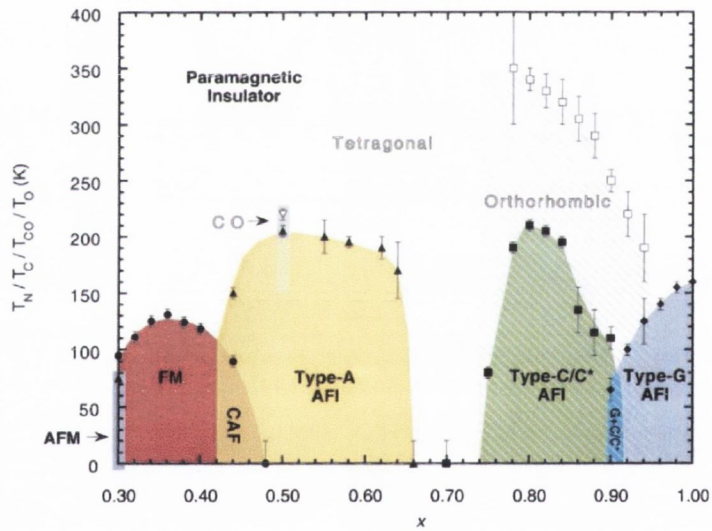 400
350
300
250
200
150
100
50
0
T_N / T_C / T_CO / T_O (K)
Paramagnetic
Insulator
Tetragonal
CO
Orthorhombic
FM
CAF
Type-A
AFI
Type-C/C*
AFI
G+C/C*
Type-G
AFI
AFM
0.30 0.40 0.50 0.60 0.70 0.80 0.90 1.00
x